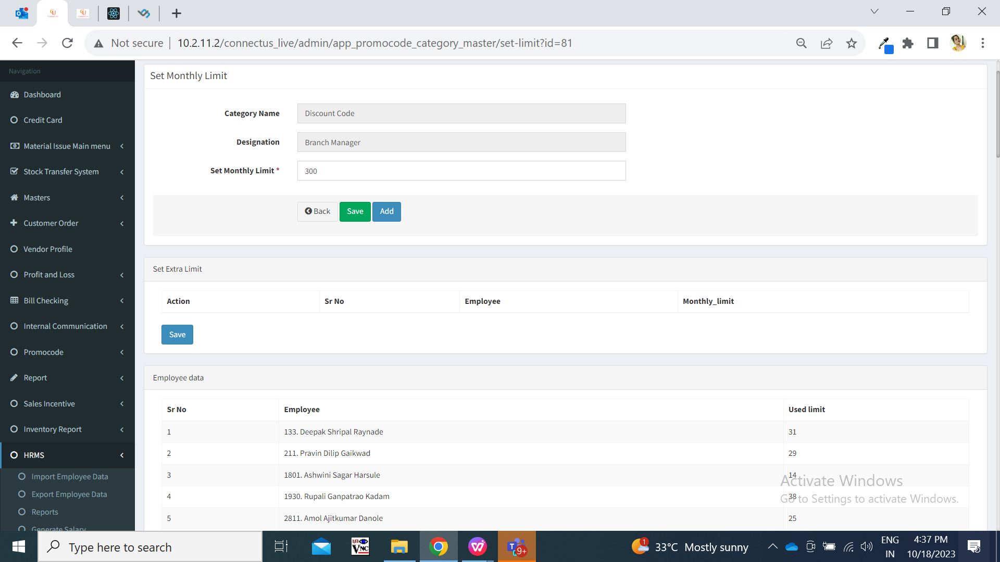 Not secure | 10.2.11.2/connectus_live/admin/app_promocode_category_master/set-limit?id=81
Navigation
Dashboard
Credit Card
Material Issue Main menu
Stock Transfer System
Masters
Customer Order
Vendor Profile
Profit and Loss
Bill Checking
Internal Communication
Promocode
Report
Sales Incentive
Inventory Report
HRMS
Import Employee Data
Export Employee Data
Reports
Generate Salary
Set Monthly Limit
Category Name Discount Code
Designation Branch Manager
Set Monthly Limit * 300
Back Save Add
Set Extra Limit
Action Sr No Employee Monthly_limit
Save
Employee data
Sr No Employee Used limit
1 133. Deepak Shripal Raynade 31
2 211. Pravin Dilip Gaikwad 29
3 1801. Ashwini Sagar Harsule 14
4 1930. Rupali Ganpatrao Kadam 38
5 2811. Amol Ajitkumar Danole 25
Activate Windows
Go to Settings to activate Windows.
Type here to search
VNC
T 9+
1
33°C Mostly sunny
ENG
IN
4:37 PM
10/18/2023